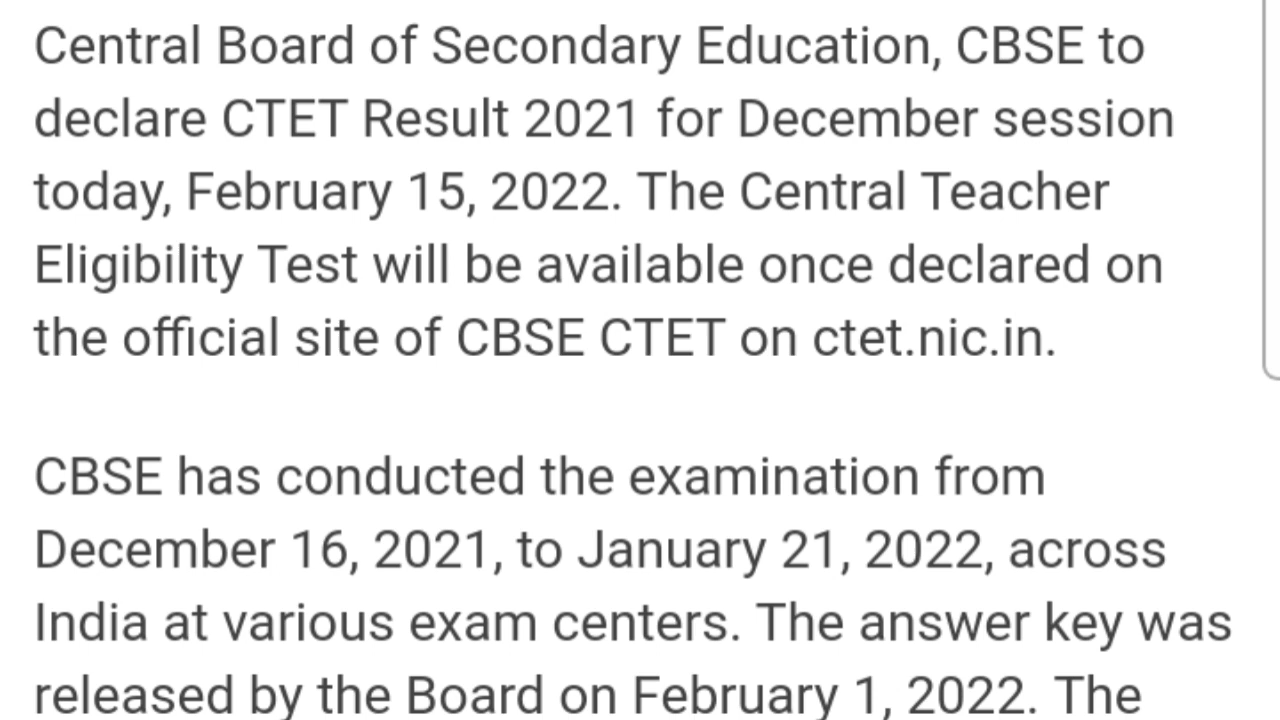 Central Board of Secondary Education, CBSE to
declare CTET Result 2021 for December session
today, February 15, 2022. The Central Teacher
Eligibility Test will be available once declared on
the official site of CBSE CTET on ctet.nic.in.
CBSE has conducted the examination from
December 16, 2021, to January 21, 2022, across
India at various exam centers. The answer key was
released by the Board on February 1, 2022. The